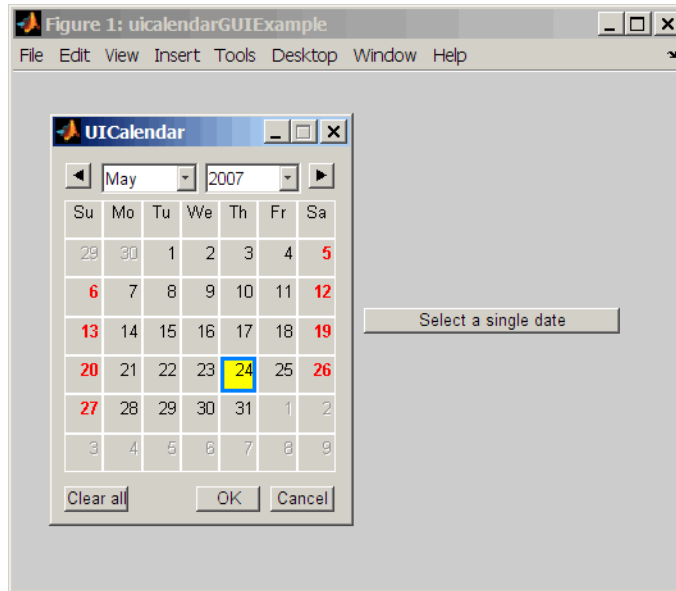 Figure 1: uicalendarGUIExample
File Edit View Insert Tools Desktop Window Help
UICalendar
May 2007
Su Mo Tu We Th Fr Sa
29 30 1 2 3 4 5
6 7 8 9 10 11 12
13 14 15 16 17 18 19
Select a single date
20 21 22 23 24 25 26
27 28 29 30 31 1 2
3 4 5 6 7 8 9
Clear all OK Cancel